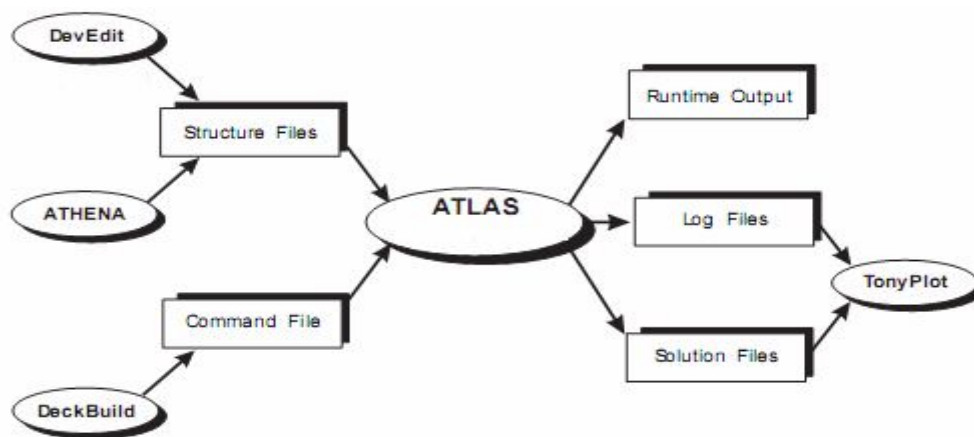 DevEdit
Structure Files
ATHENA
Command File
DeckBuild
ATLAS
Runtime Output
Log Files
Solution Files
TonyPlot